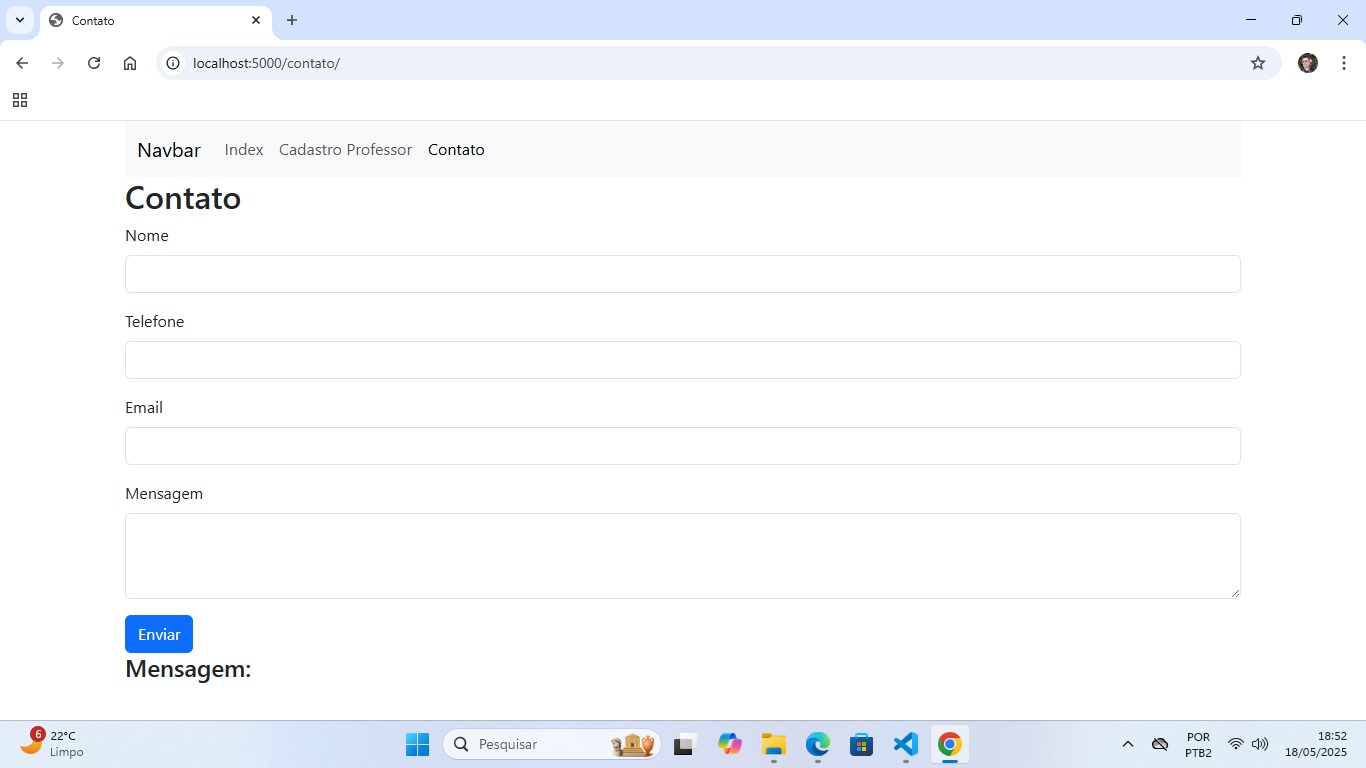 Contato
localhost:5000/contato/
Navbar Index Cadastro Professor Contato
Contato
Nome
Telefone
Email
Mensagem
Enviar
Mensagem:
6
22°C
Limpo
Pesquisar
POR
PTB2
18:52
18/05/2025